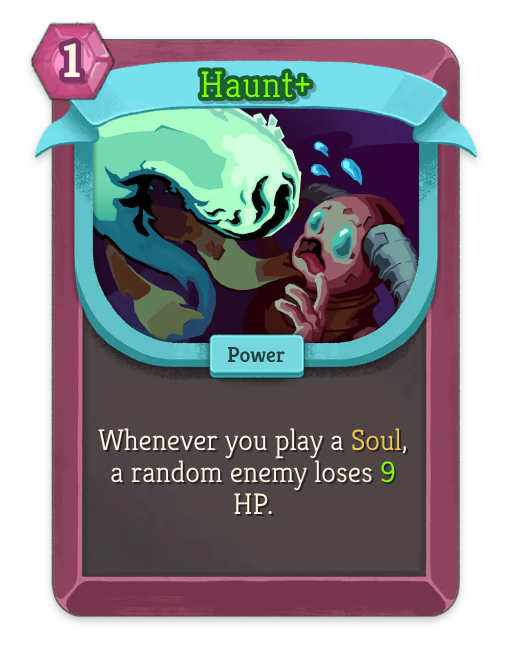 1
Haunt+
Power
Whenever you play a Soul,
a random enemy loses 9
HP.